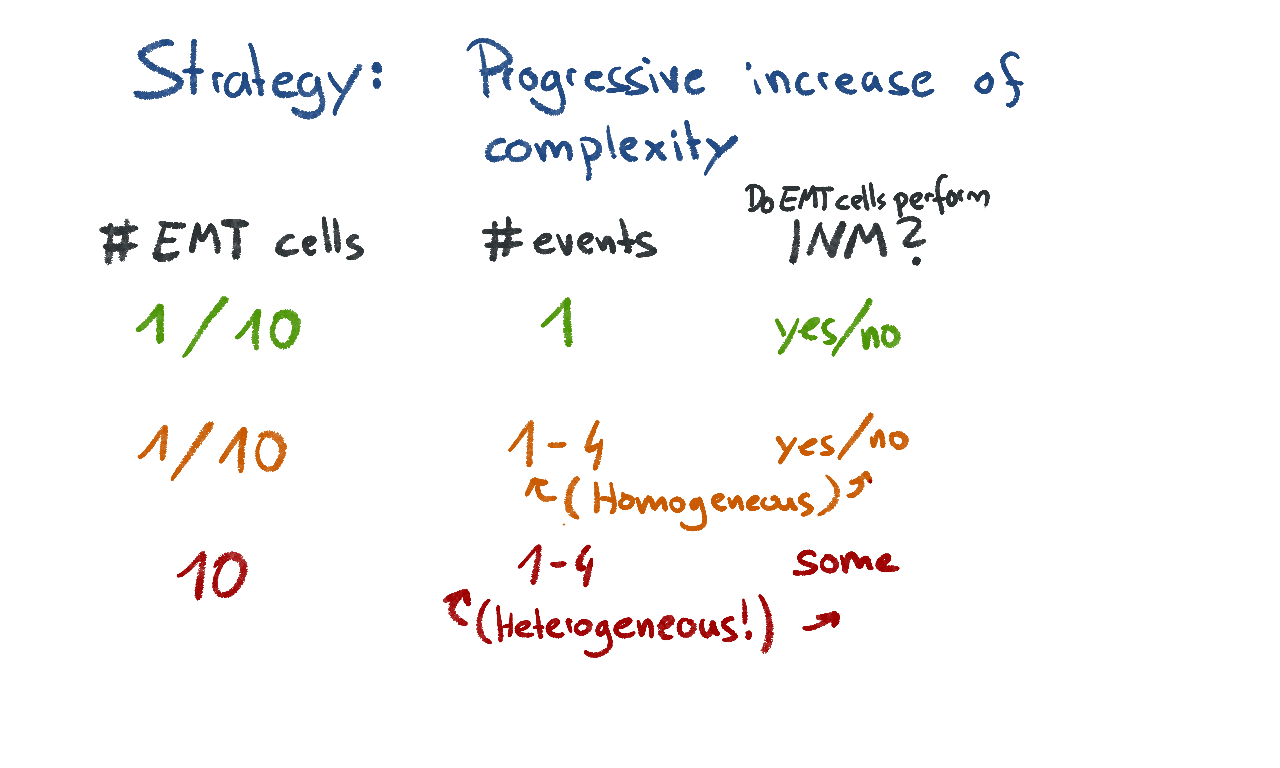 Strategy: Progressive increase of
complexity
Do EMT cells perform
# EMT cells # events INM?
1/10 1 yes/no
1/10 1-4 yes/no
(Homogeneous)
10 1-4 some
(Heterogeneous!)